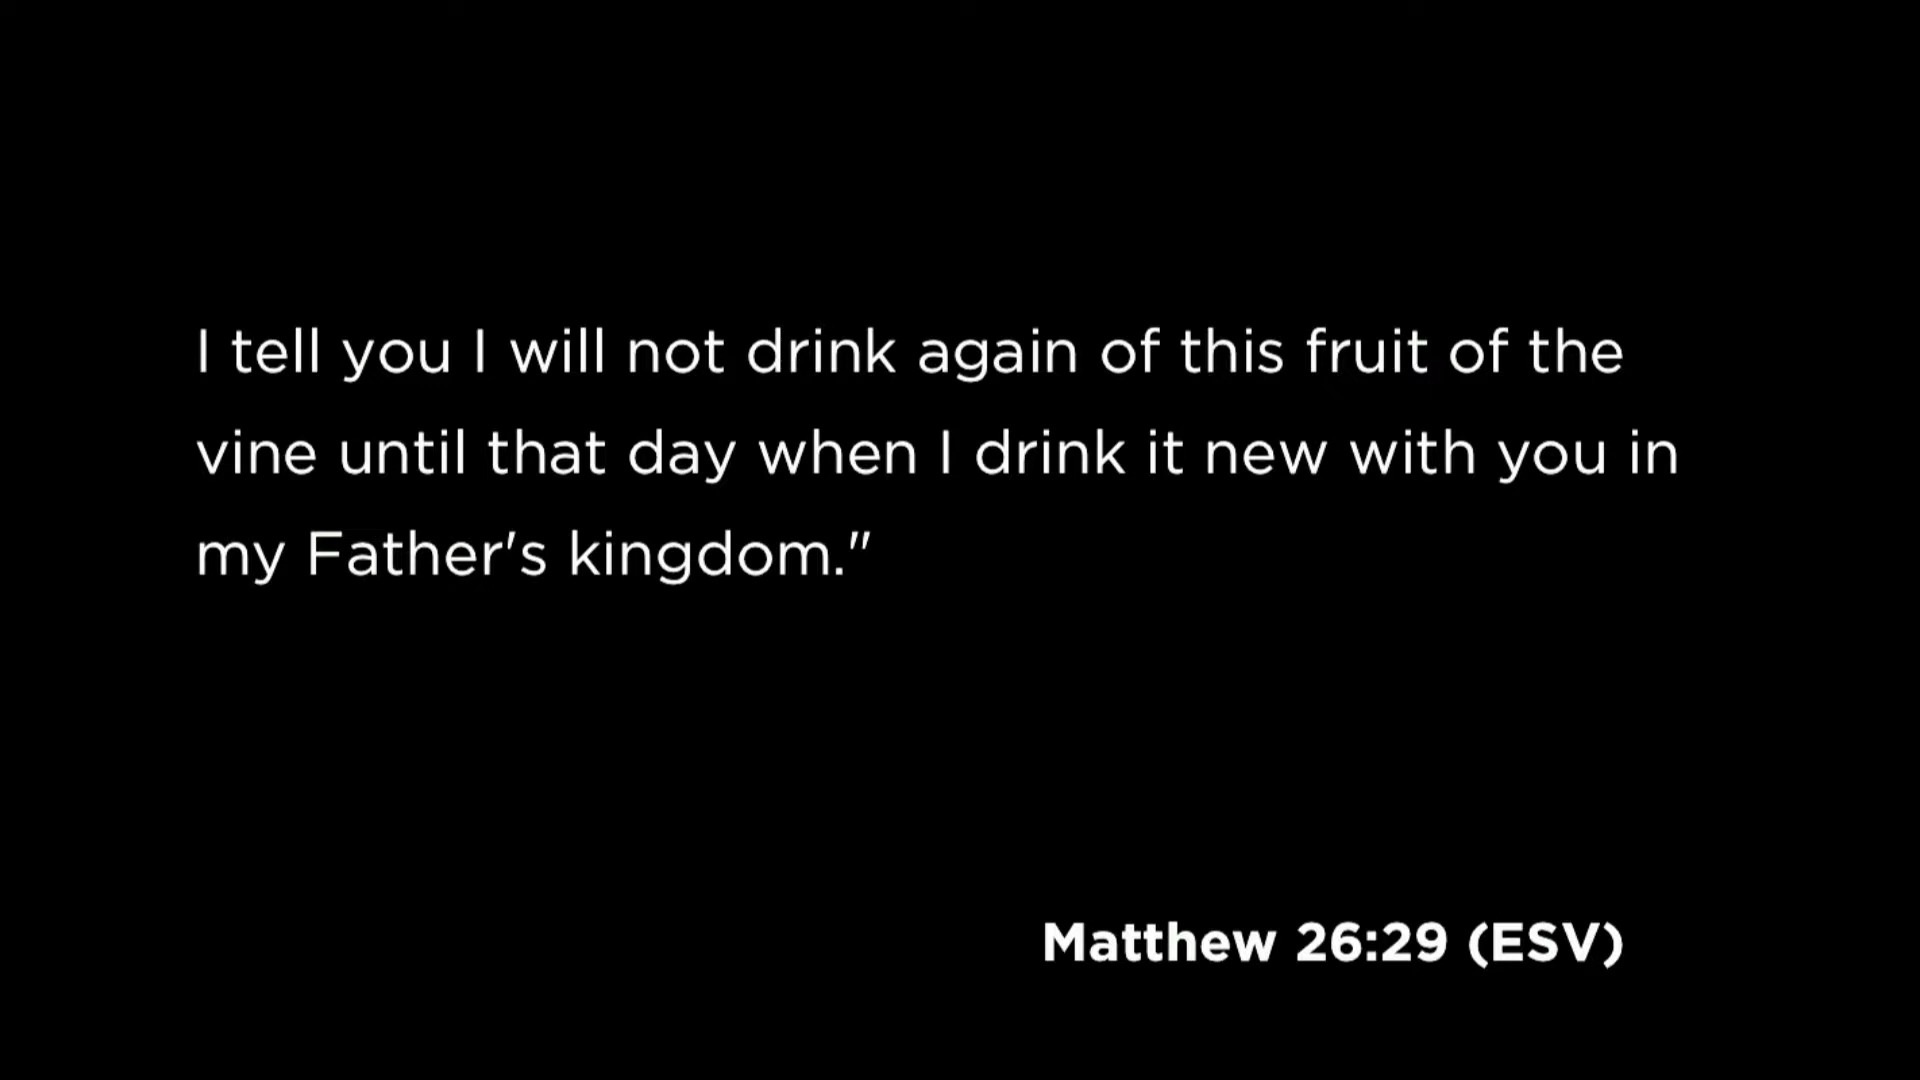 I tell you I will not drink again of this fruit of the
vine until that day when I drink it new with you in
my Father's kingdom."
Matthew 26:29 (ESV)